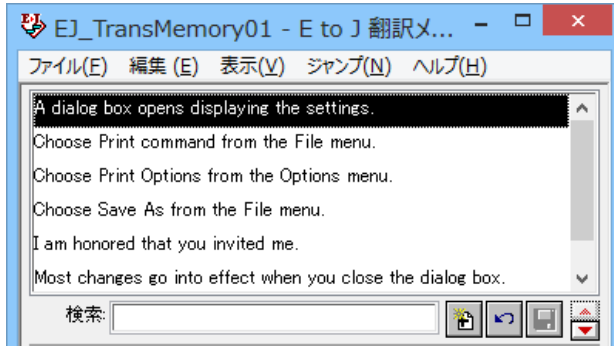 EJ_TransMemory01 - E to J 翻訳メ...
ファイル(F) 編集 (E) 表示(V) ジャンプ(N) ヘルプ(H)
A dialog box opens displaying the settings.
Choose Print command from the File menu.
Choose Print Options from the Options menu.
Choose Save As from the File menu.
I am honored that you invited me.
Most changes go into effect when you close the dialog box.
検索: